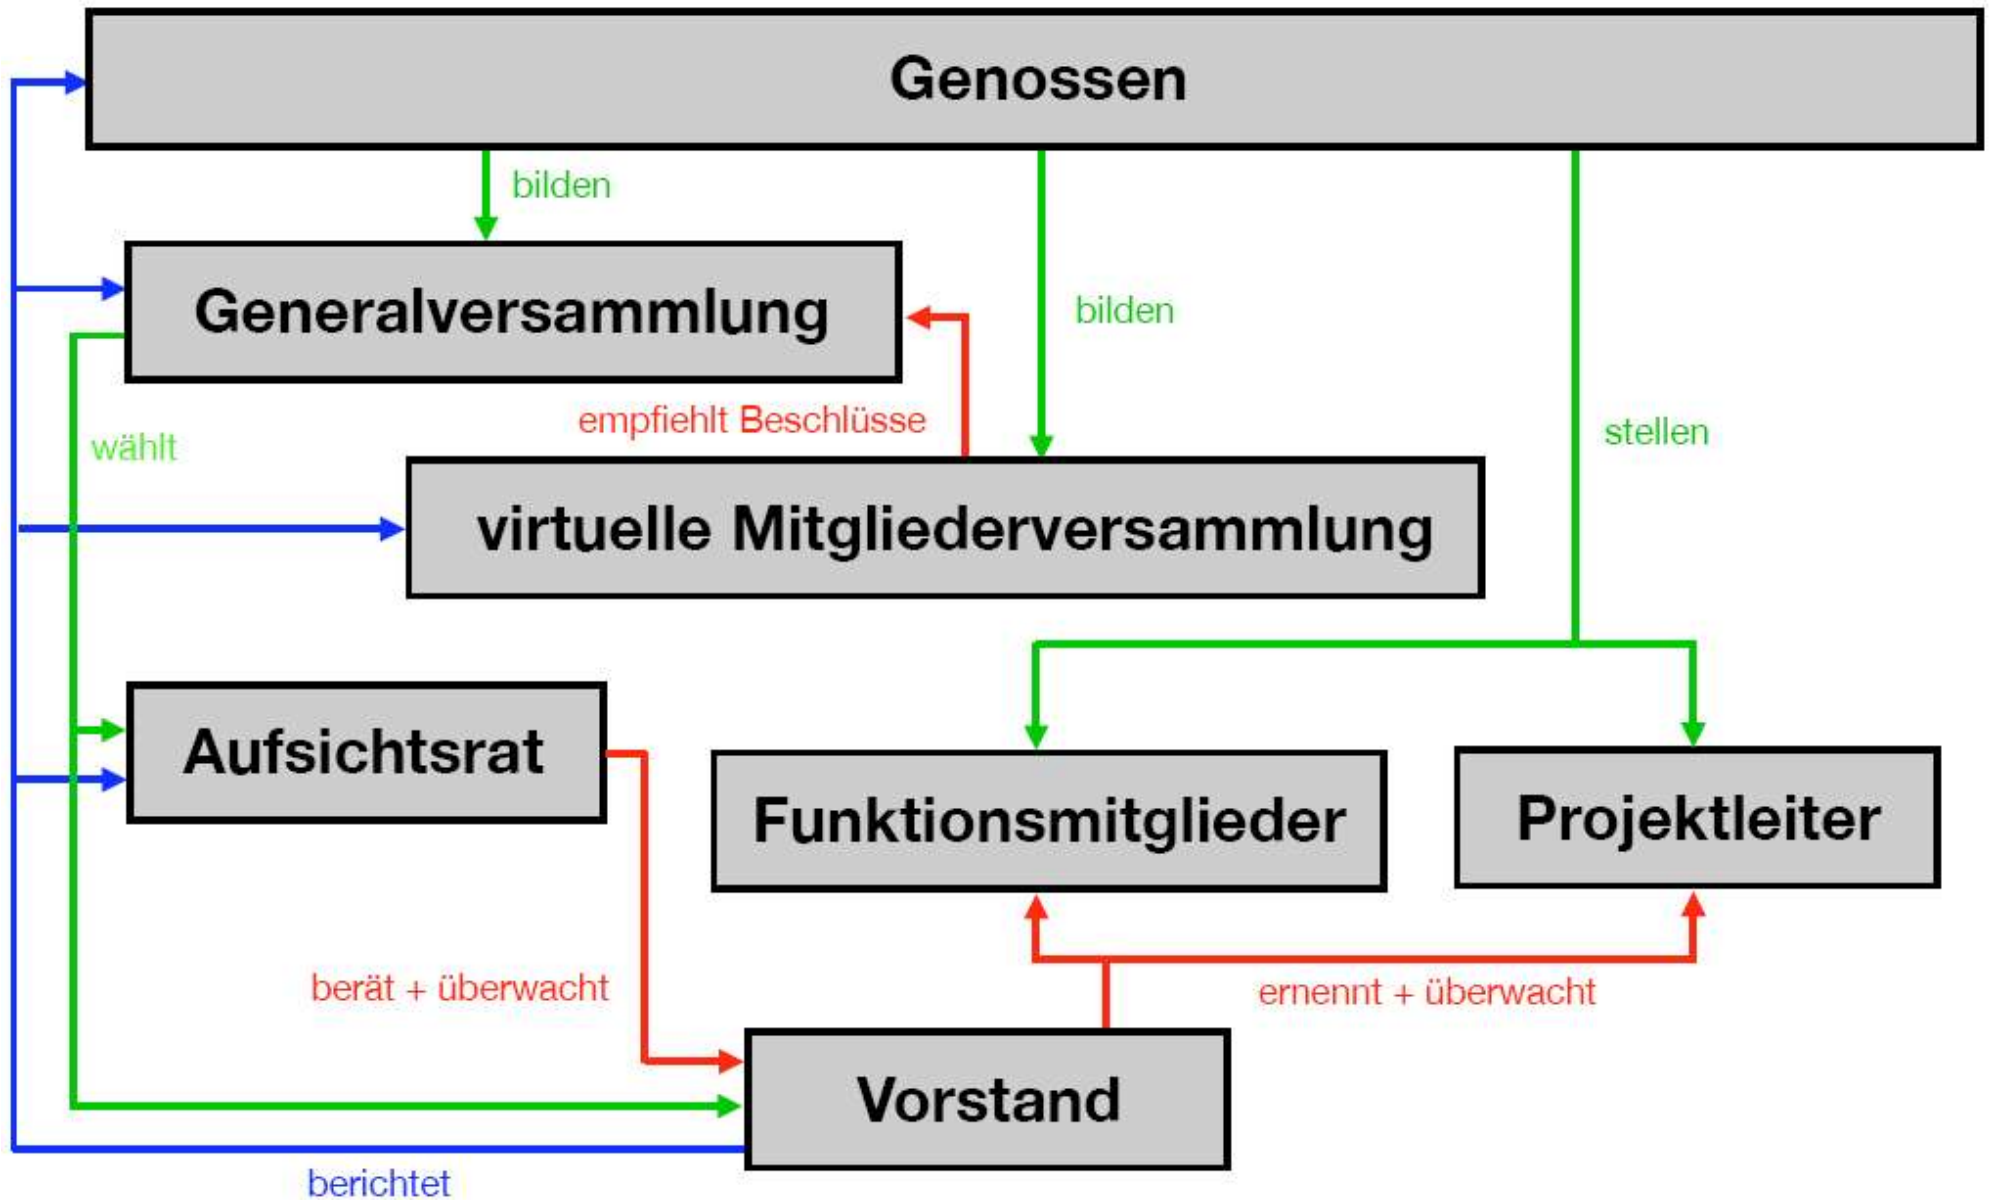 Genossen
bilden
Generalversammlung
bilden
empfiehlt Beschlüsse
wählt
stellen
virtuelle Mitgliederversammlung
Aufsichtsrat
Funktionsmitglieder
Projektleiter
berät + überwacht
ernennt + überwacht
Vorstand
berichtet